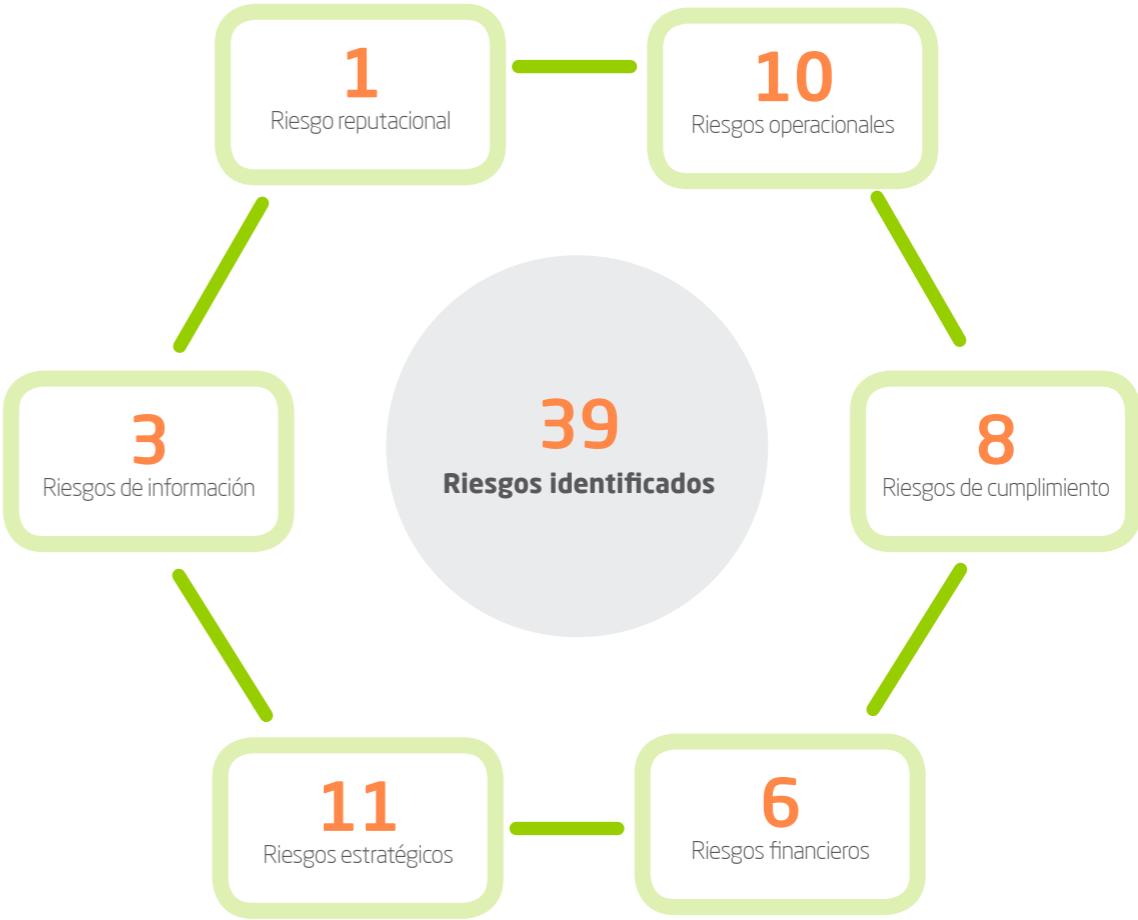 1
Riesgo reputacional
10
Riesgos operacionales
3
Riesgos de información
39
Riesgos identificados
8
Riesgos de cumplimiento
11
Riesgos estratégicos
6
Riesgos financieros